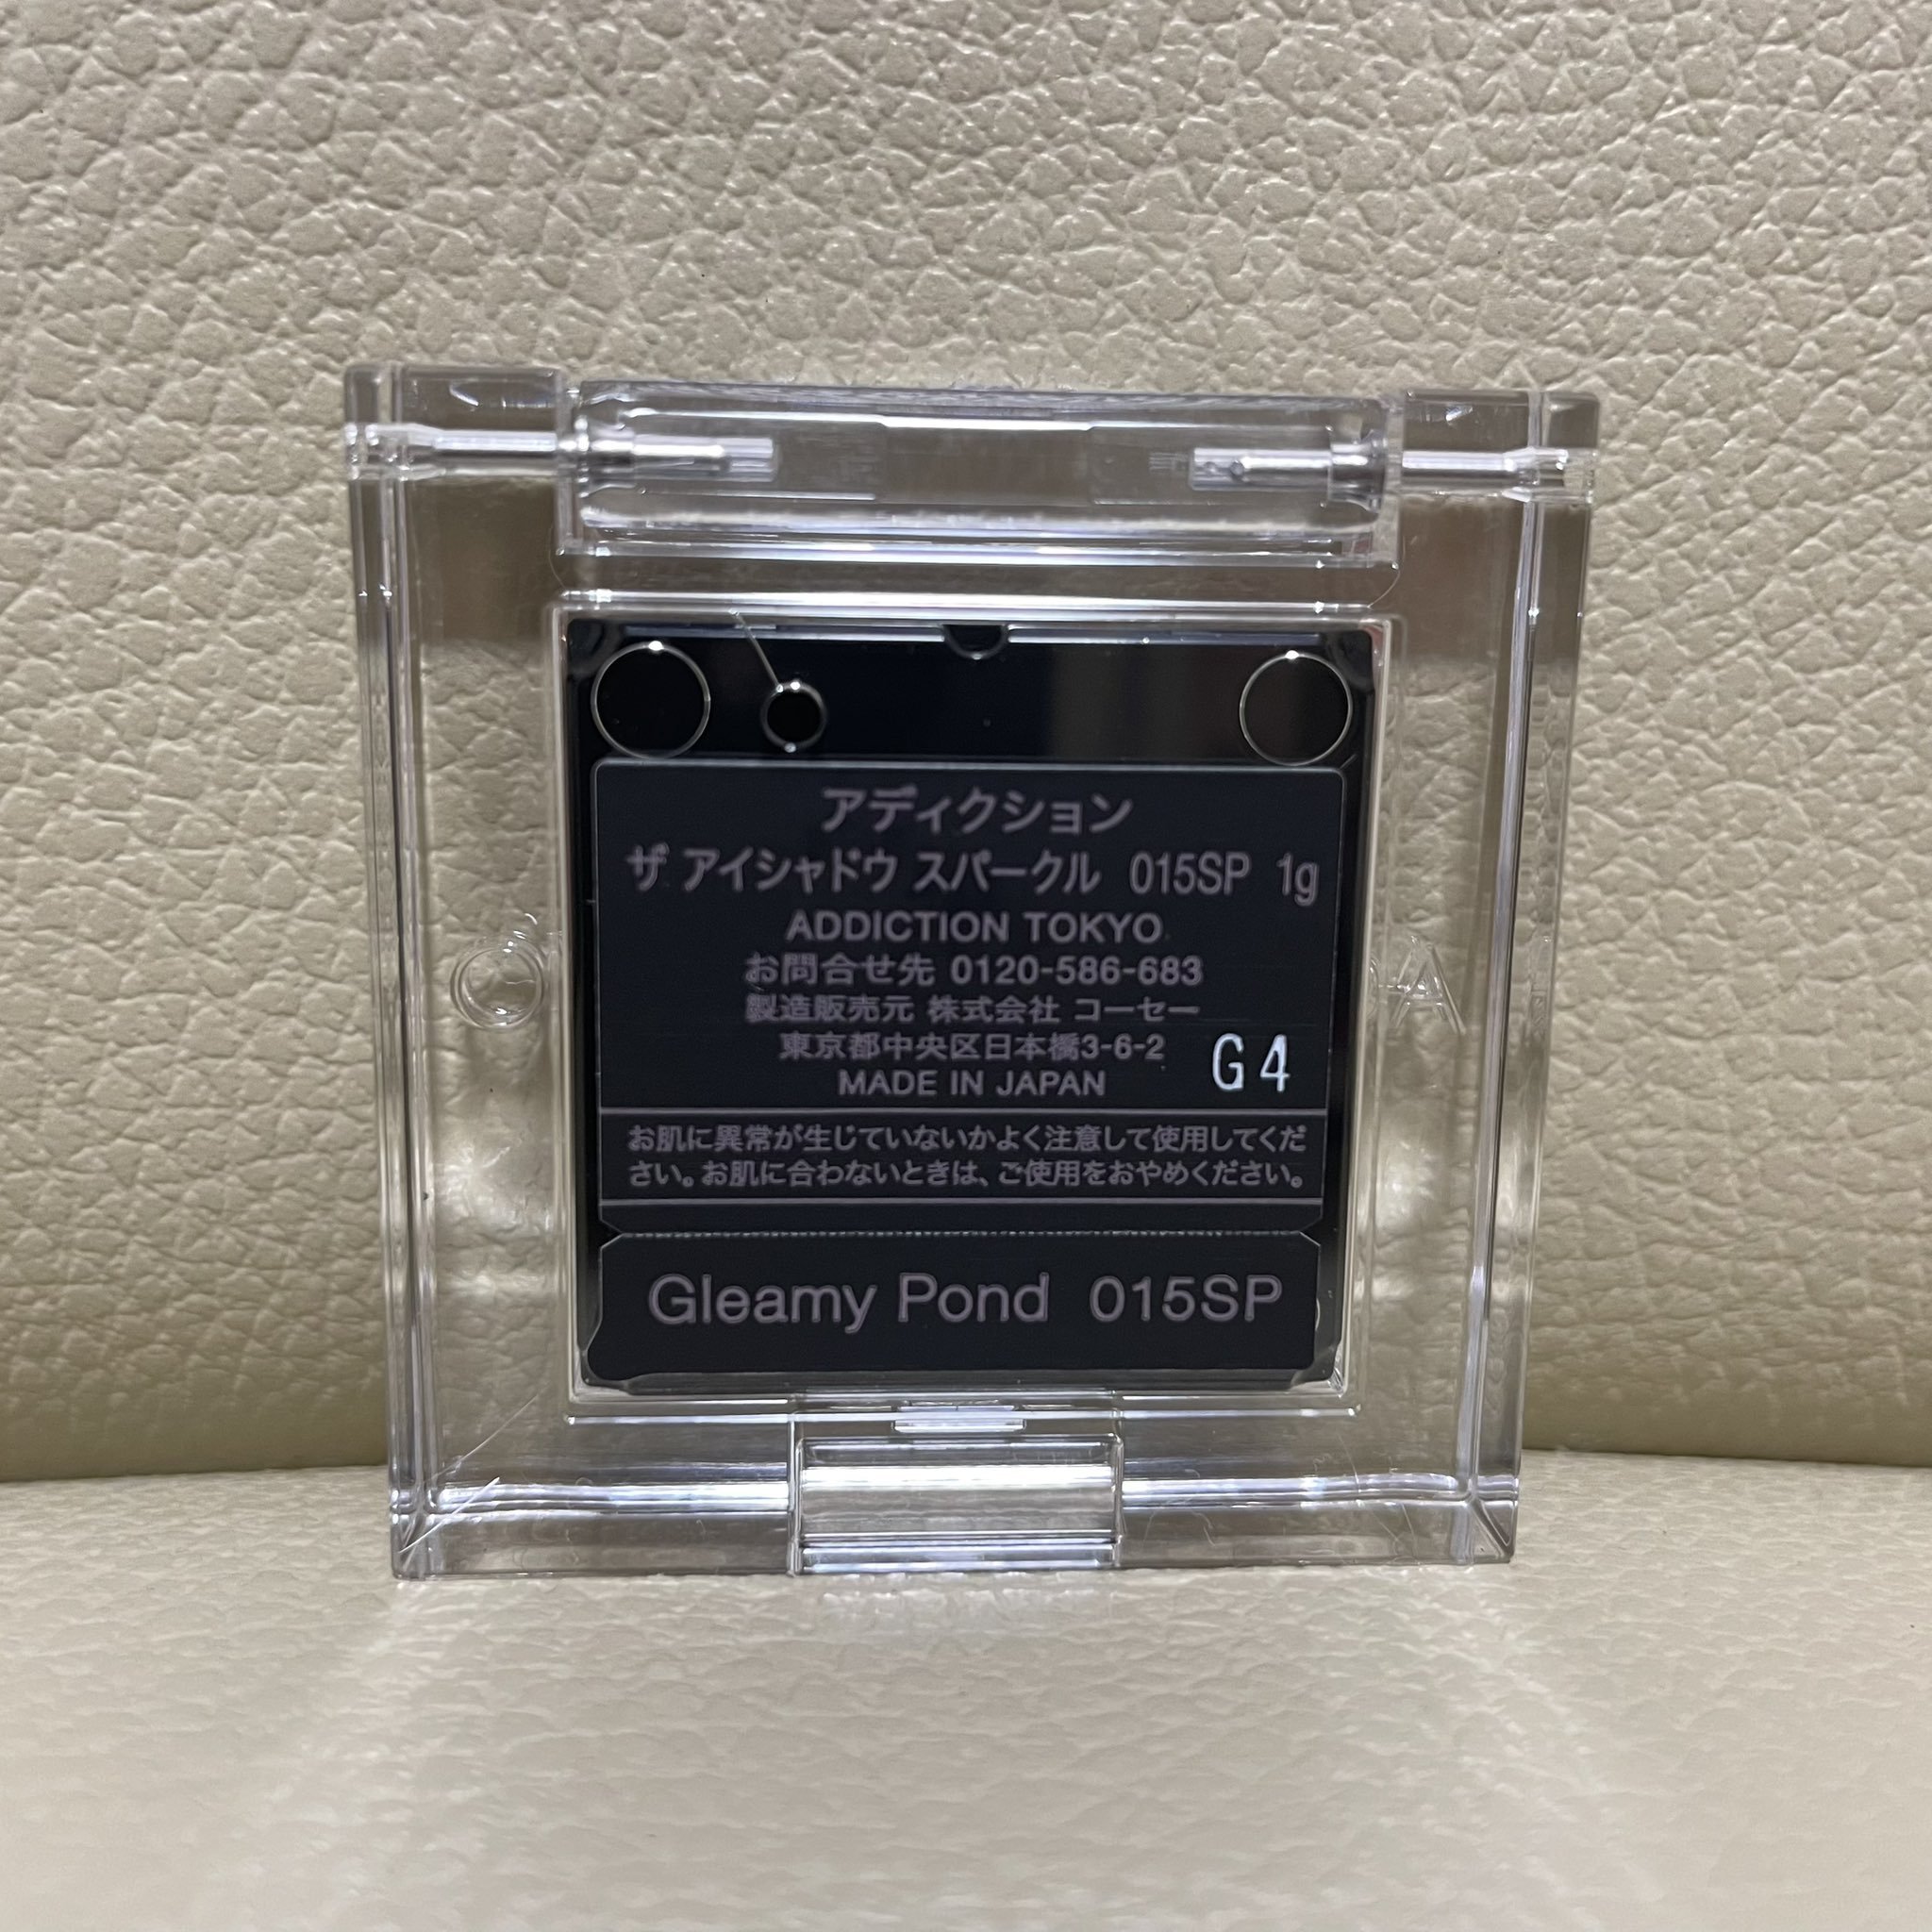 アディクション
ザ アイシャドウ スパークル 015SP 1g
ADDICTION TOKYO
お問合せ先 0120-586-683
製造販売元 株式会社 コーセー
東京都中央区日本橋3-6-2
MADE IN JAPAN
G4
お肌に異常が生じていないかよく注意して使用してくだ
さい。お肌に合わないときは、ご使用をおやめください。
Gleamy Pond 015SP